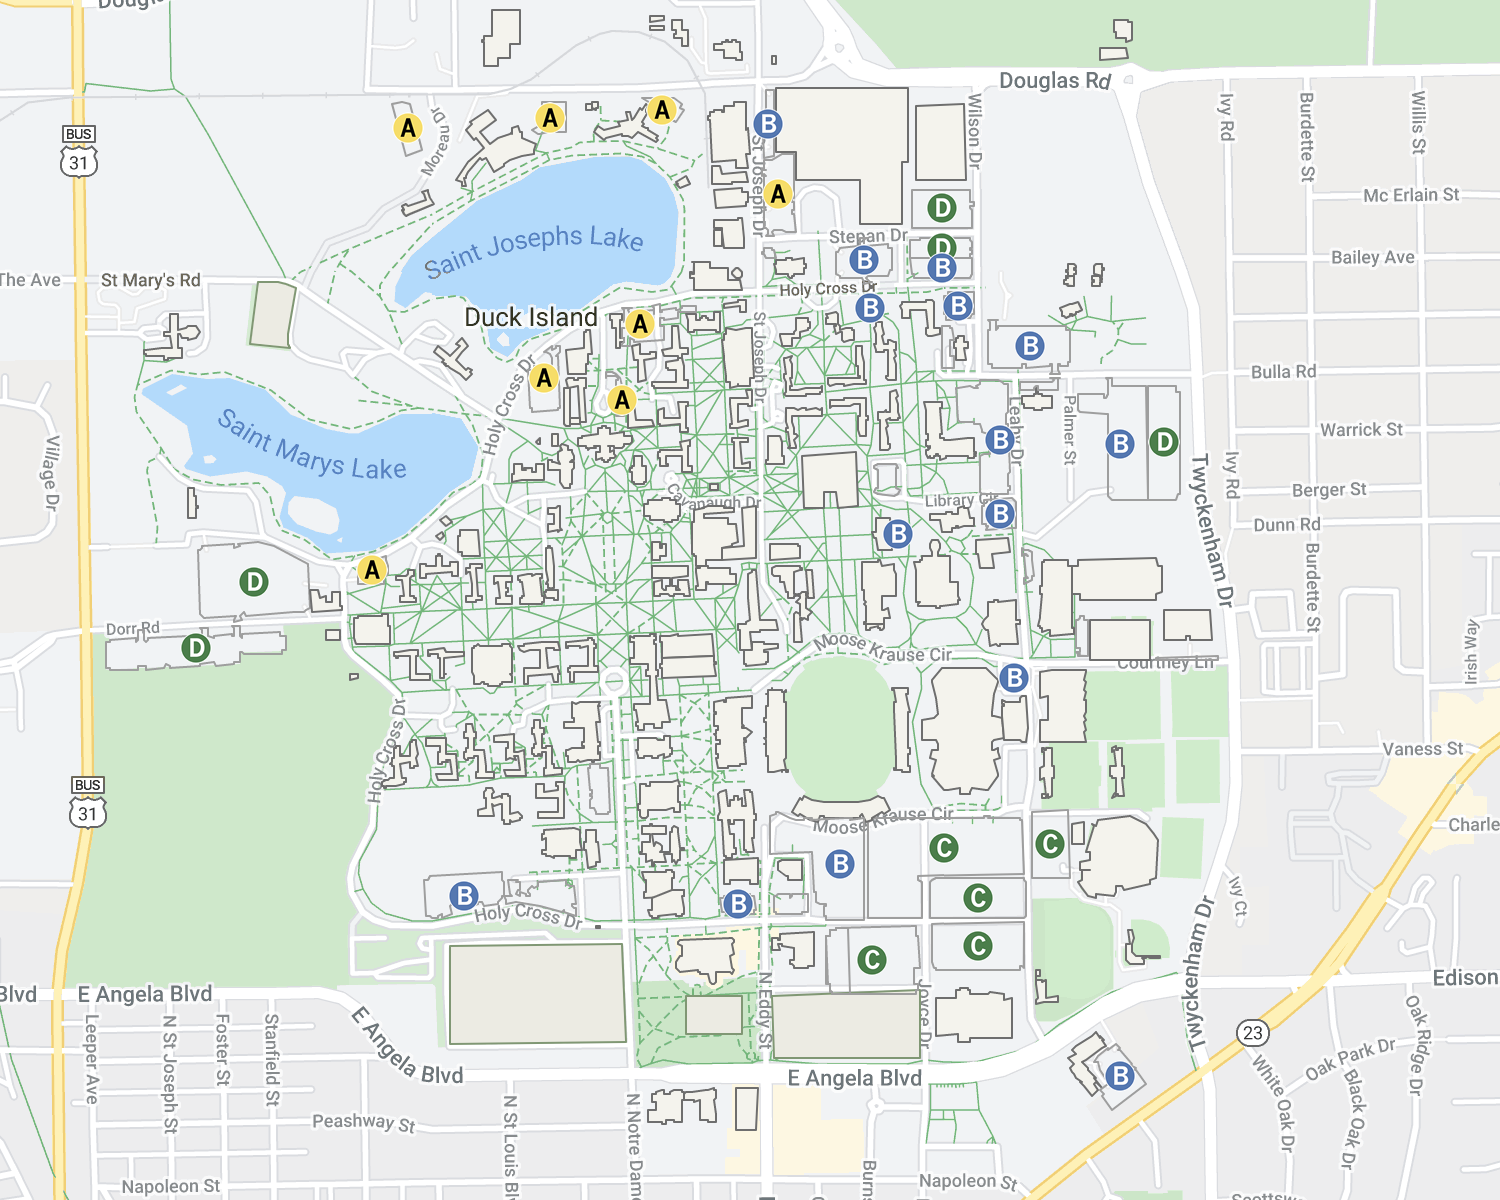 Dougl
Douglas Rd
BUS
31
A
A
A
B
Moreau Dr
St Joseph Dr
Wilson Dr
Ivy Rd
Burdette St
Willis St
A
D
Mc Erlain St
Saint Josephs Lake
Stepan Dr
D
B
B
Bailey Ave
The Ave
St Mary's Rd
Holy Cross Dr
B
B
Duck Island
A
St Joseph Dr
B
A
Holy Cross Dr
A
Bulla Rd
Leahy Dr
Palmer St
Saint Marys Lake
B
B
D
Warrick St
Village Dr
Twyckenham Dr
Ivy Rd
Cavanaugh Dr
Library Cir
Berger St
B
B
Dunn Rd
Burdette St
D
A
Dorr Rd
D
Moose Krause Cir
Courtney Ln
Irish Way
B
Holy Cross Dr
Vaness St
BUS
31
Moose Krause Cir
Charle
C
C
B
B
Holy Cross Dr
B
C
Ivy Ct
C
C
Twyckenham Dr
Blvd
E Angela Blvd
N Eddy St
Joyce Dr
Edison
E Angela Blvd
Leeper Ave
N St Joseph St
Foster St
Stanfield St
23
Oak Ridge Dr
E Angela Blvd
B
White Oak Dr
Oak Park Dr
Black Oak Dr
Peashway St
N St Louis Blv
N Notre Dame
Burns
Napoleon St
Napoleon St
Scottsw